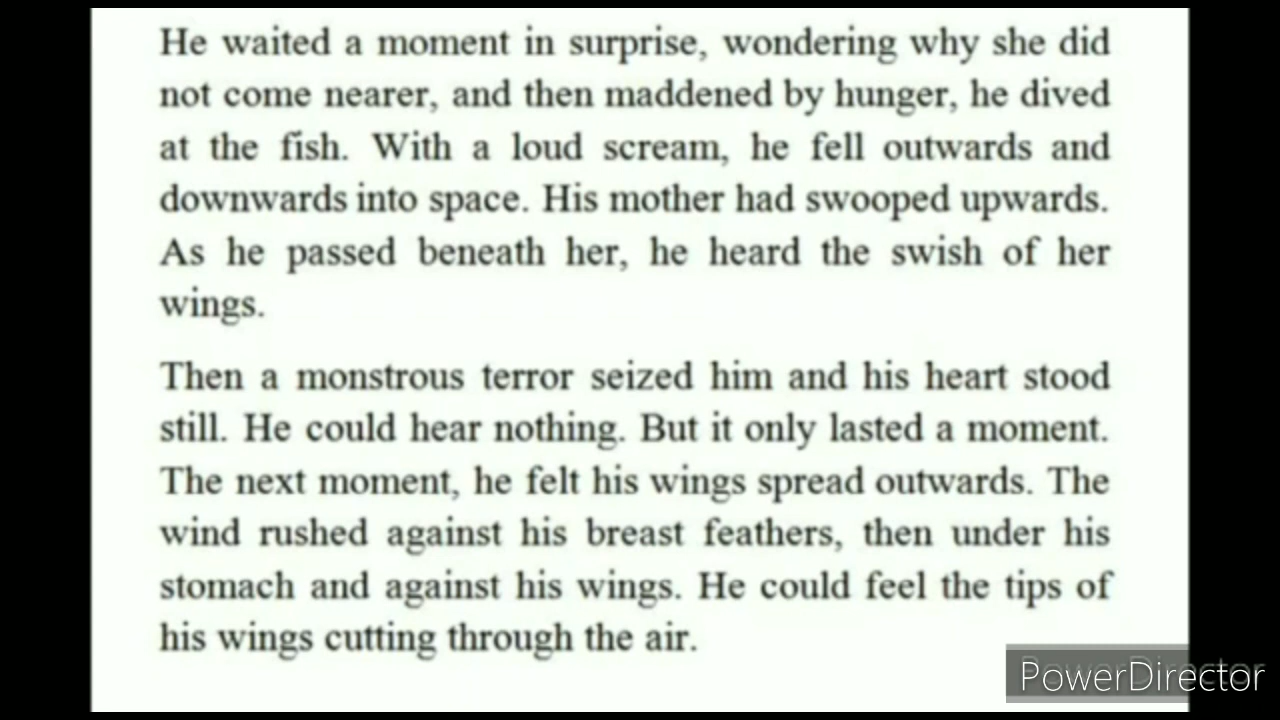 He waited a moment in surprise, wondering why she did
not come nearer, and then maddened by hunger, he dived
at the fish. With a loud scream, he fell outwards and
downwards into space. His mother had swooped upwards.
As he passed beneath her, he heard the swish of her
wings.
Then a monstrous terror seized him and his heart stood
still. He could hear nothing. But it only lasted a moment.
The next moment, he felt his wings spread outwards. The
wind rushed against his breast feathers, then under his
stomach and against his wings. He could feel the tips of
his wings cutting through the air.
PowerDirector